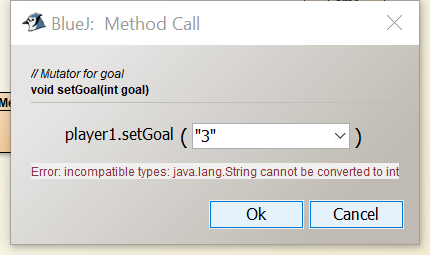 BlueJ: Method Call
// Mutator for goal
void setGoal(int goal)
Me
player1.setGoal ( "3" )
Error: incompatible types: java.lang.String cannot be converted to int
Ok Cancel